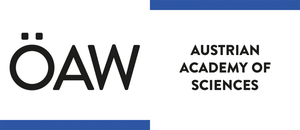 ÖAW
AUSTRIAN
ACADEMY OF
SCIENCES